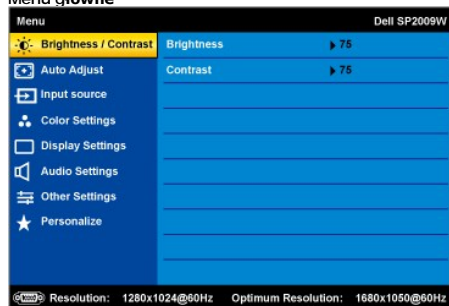 Menu główne
Menu Dell SP2009W
Brightness / Contrast Brightness 75
Auto Adjust Contrast 75
Input source
Color Settings
Display Settings
Audio Settings
Other Settings
Personalize
Resolution: 1280x1024@60Hz Optimum Resolution: 1680x1050@60Hz